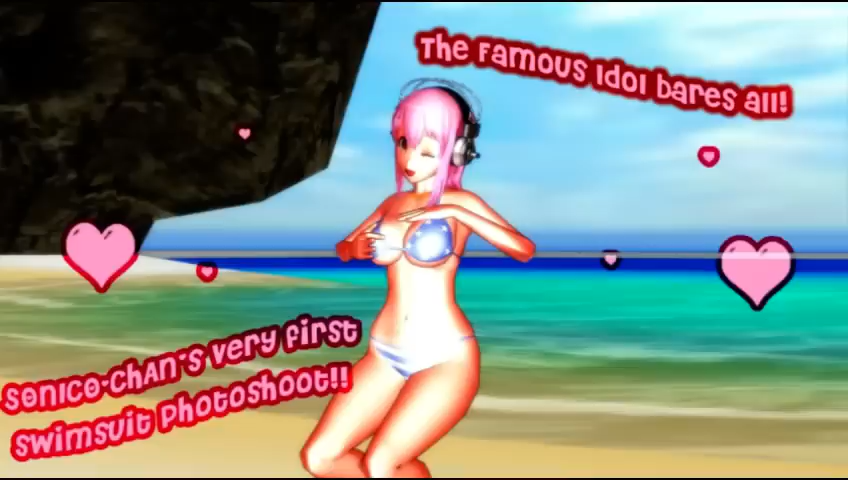 The Famous Idol bares all!
Sonico-chan's very first
swimsuit photoshoot!!